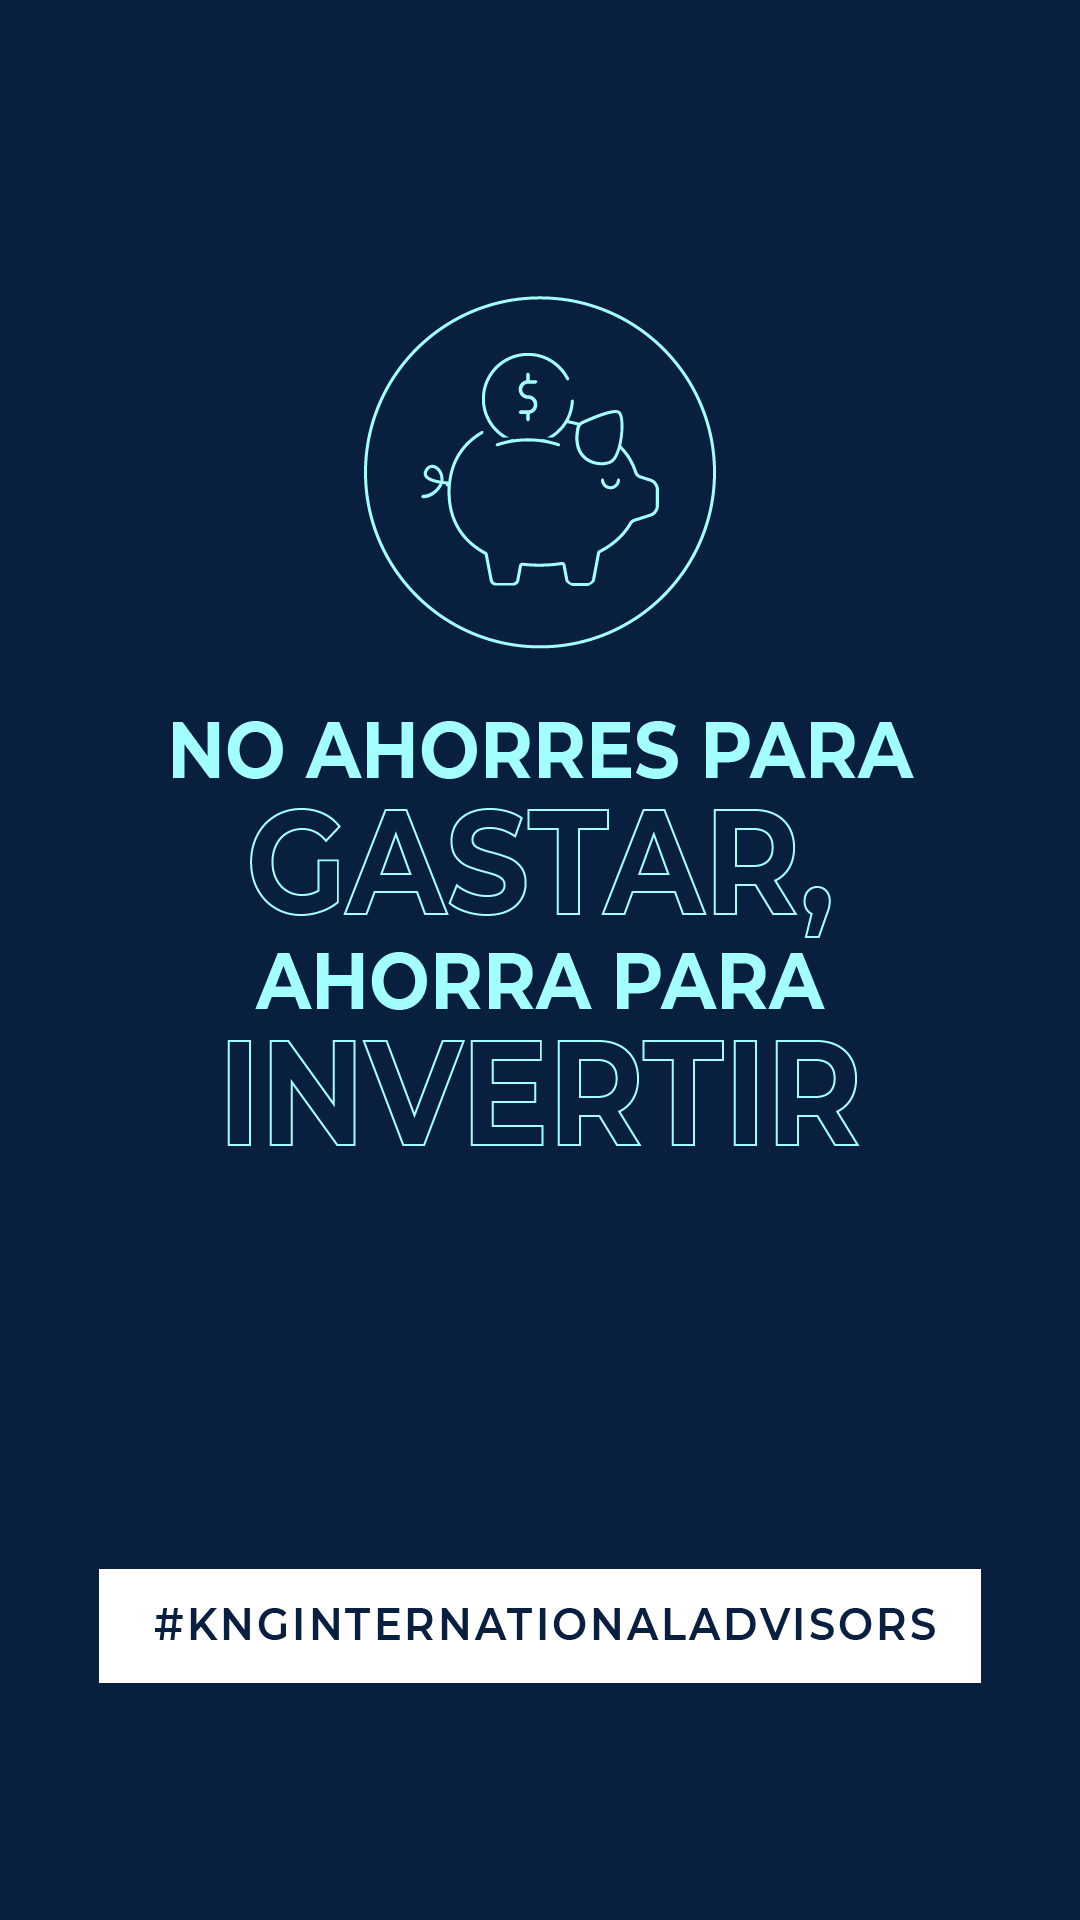 $
NO AHORRES PARA
GASTAR,
AHORRA PARA
INVERTIR
#KNGINTERNATIONALADVISORS